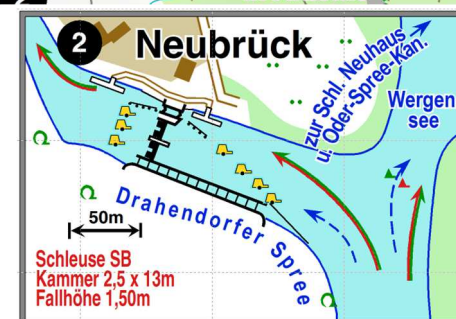 2 Neubrück
zur Schl. Neuhaus
u. Oder-Spree-Kan.
Wergen
see
Drahendorfer Spree
50m
Schleuse SB
Kammer 2,5 x 13m
Fallhöhe 1,50m